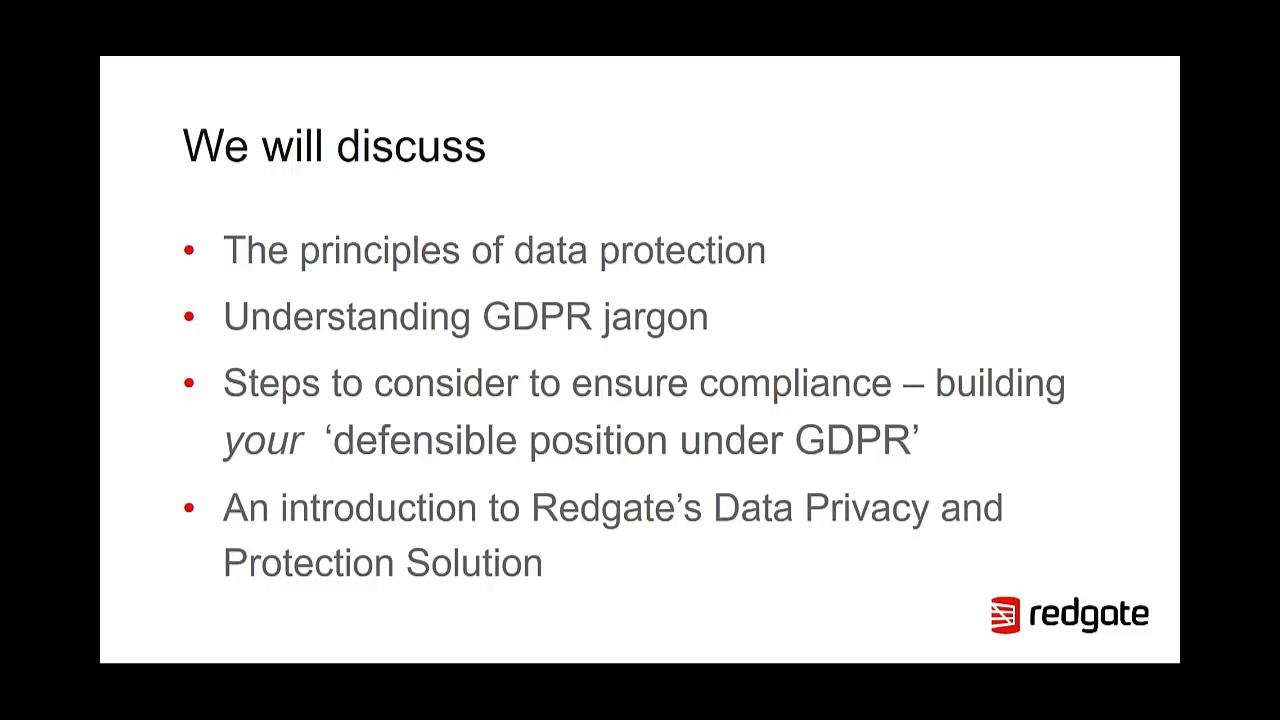 We will discuss
• The principles of data protection
• Understanding GDPR jargon
• Steps to consider to ensure compliance – building
your ‘defensible position under GDPR’
• An introduction to Redgate’s Data Privacy and
Protection Solution
redgate